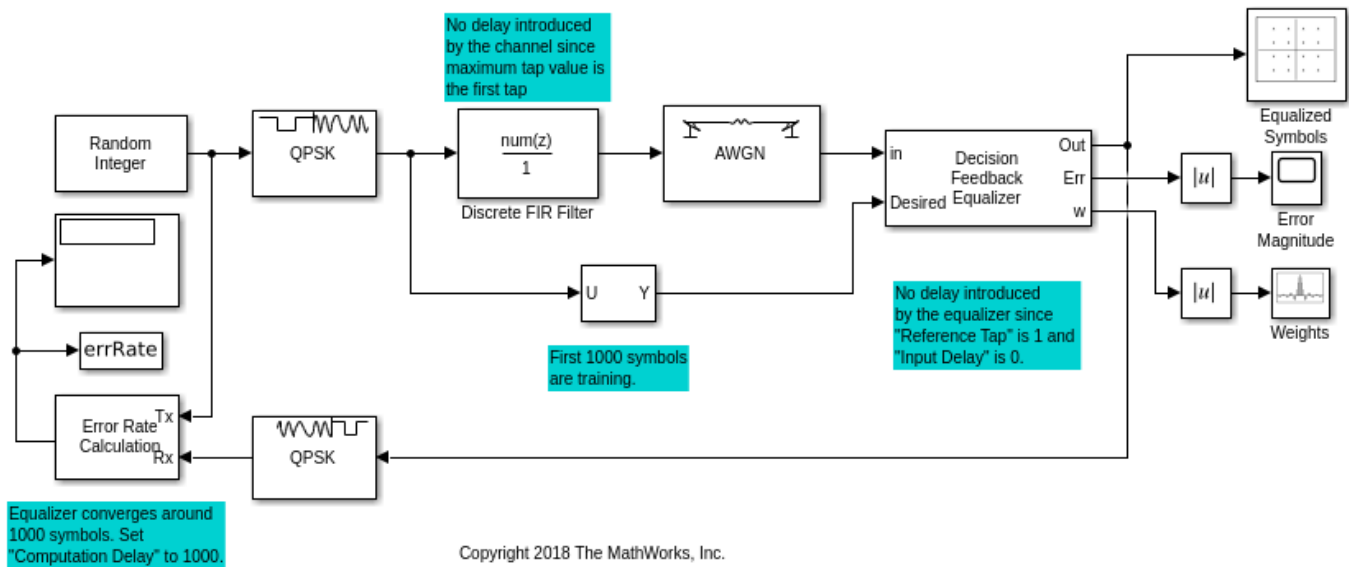 No delay introduced
by the channel since
maximum tap value is
the first tap
Random
Integer
QPSK
num(z)
1
Discrete FIR Filter
AWGN
in
Desired
Decision
Feedback
Equalizer
Out
Err
w
Equalized
Symbols
|u|
Error
Magnitude
|u|
Weights
U Y
First 1000 symbols
are training.
No delay introduced
by the equalizer since
"Reference Tap" is 1 and
"Input Delay" is 0.
errRate
Error Rate
Calculation
Tx
Rx
QPSK
Equalizer converges around
1000 symbols. Set
"Computation Delay" to 1000.
Copyright 2018 The MathWorks, Inc.